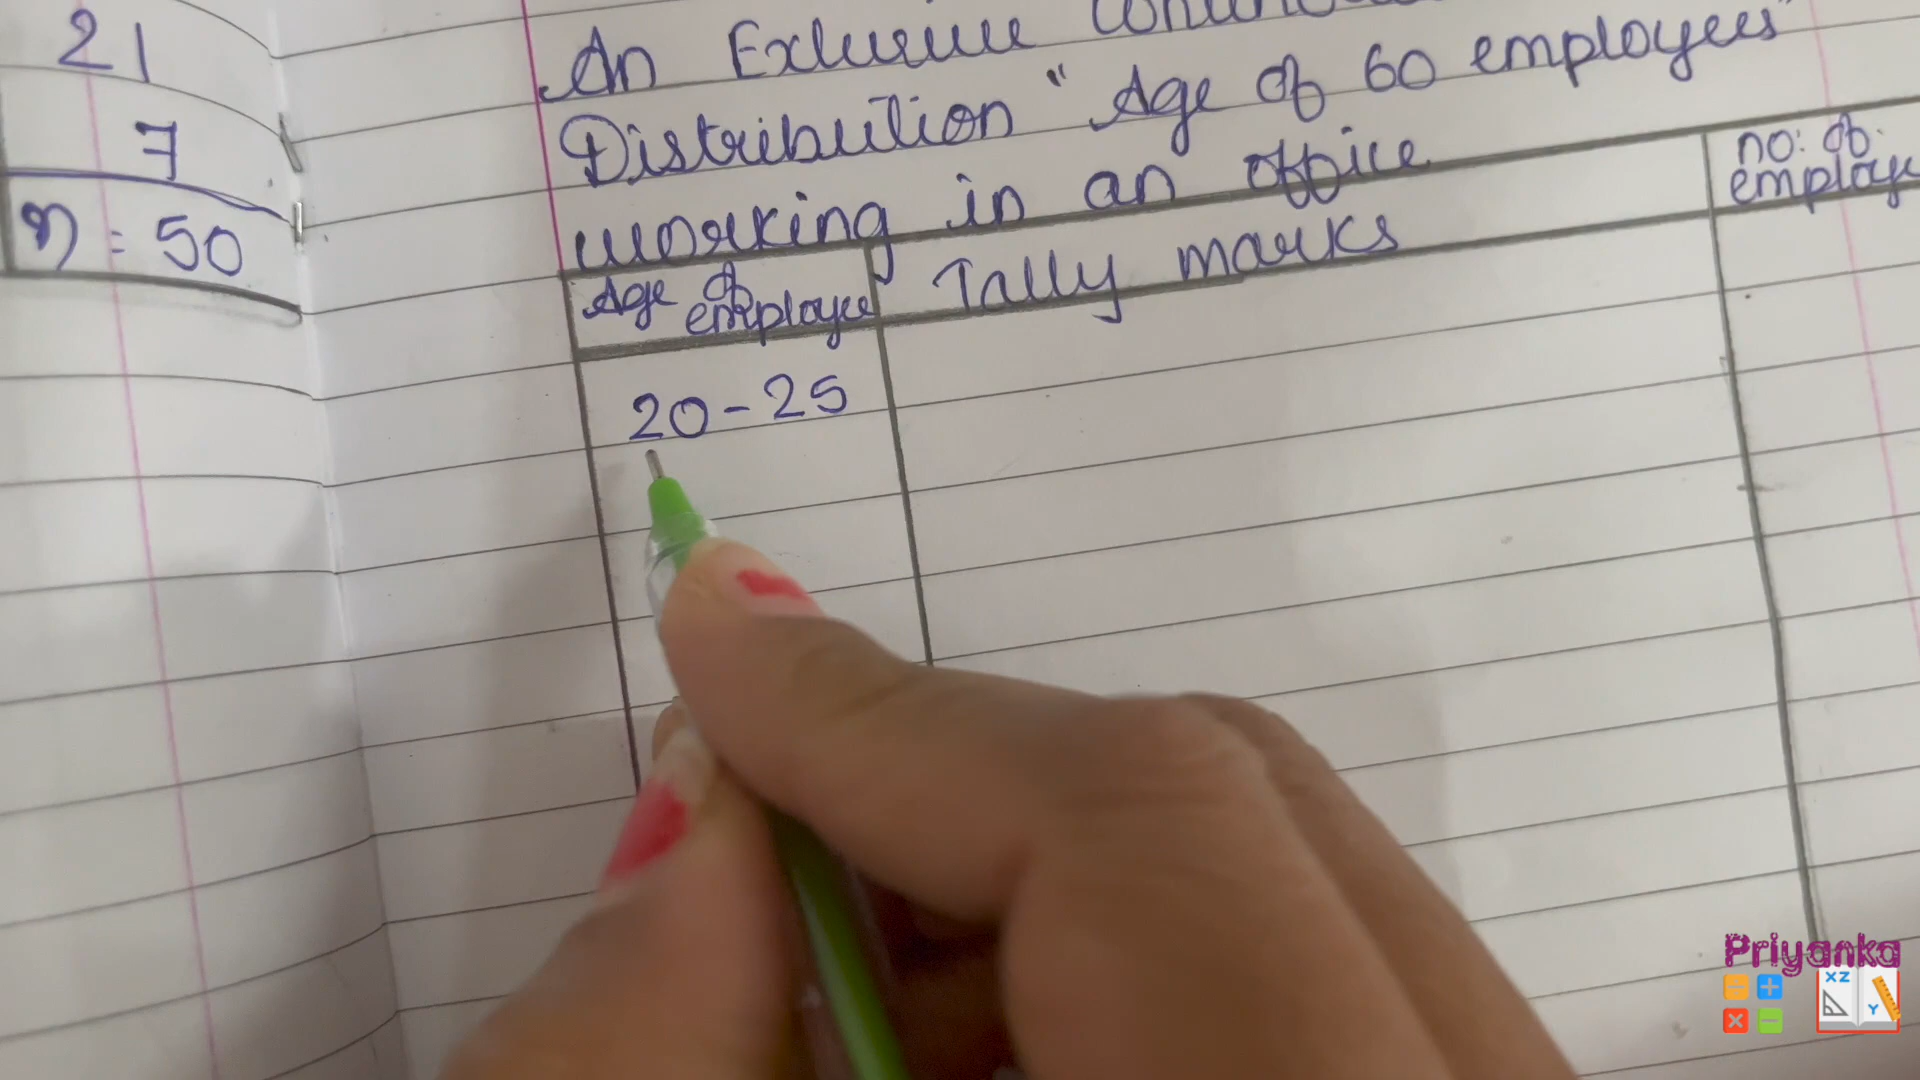 21
7
n = 50
An Exclusive
Distribution "Age of 60 employees"
working in an office
Age of employee
Tally marks
no: of.
20-25
Priyanka
XZ
Y